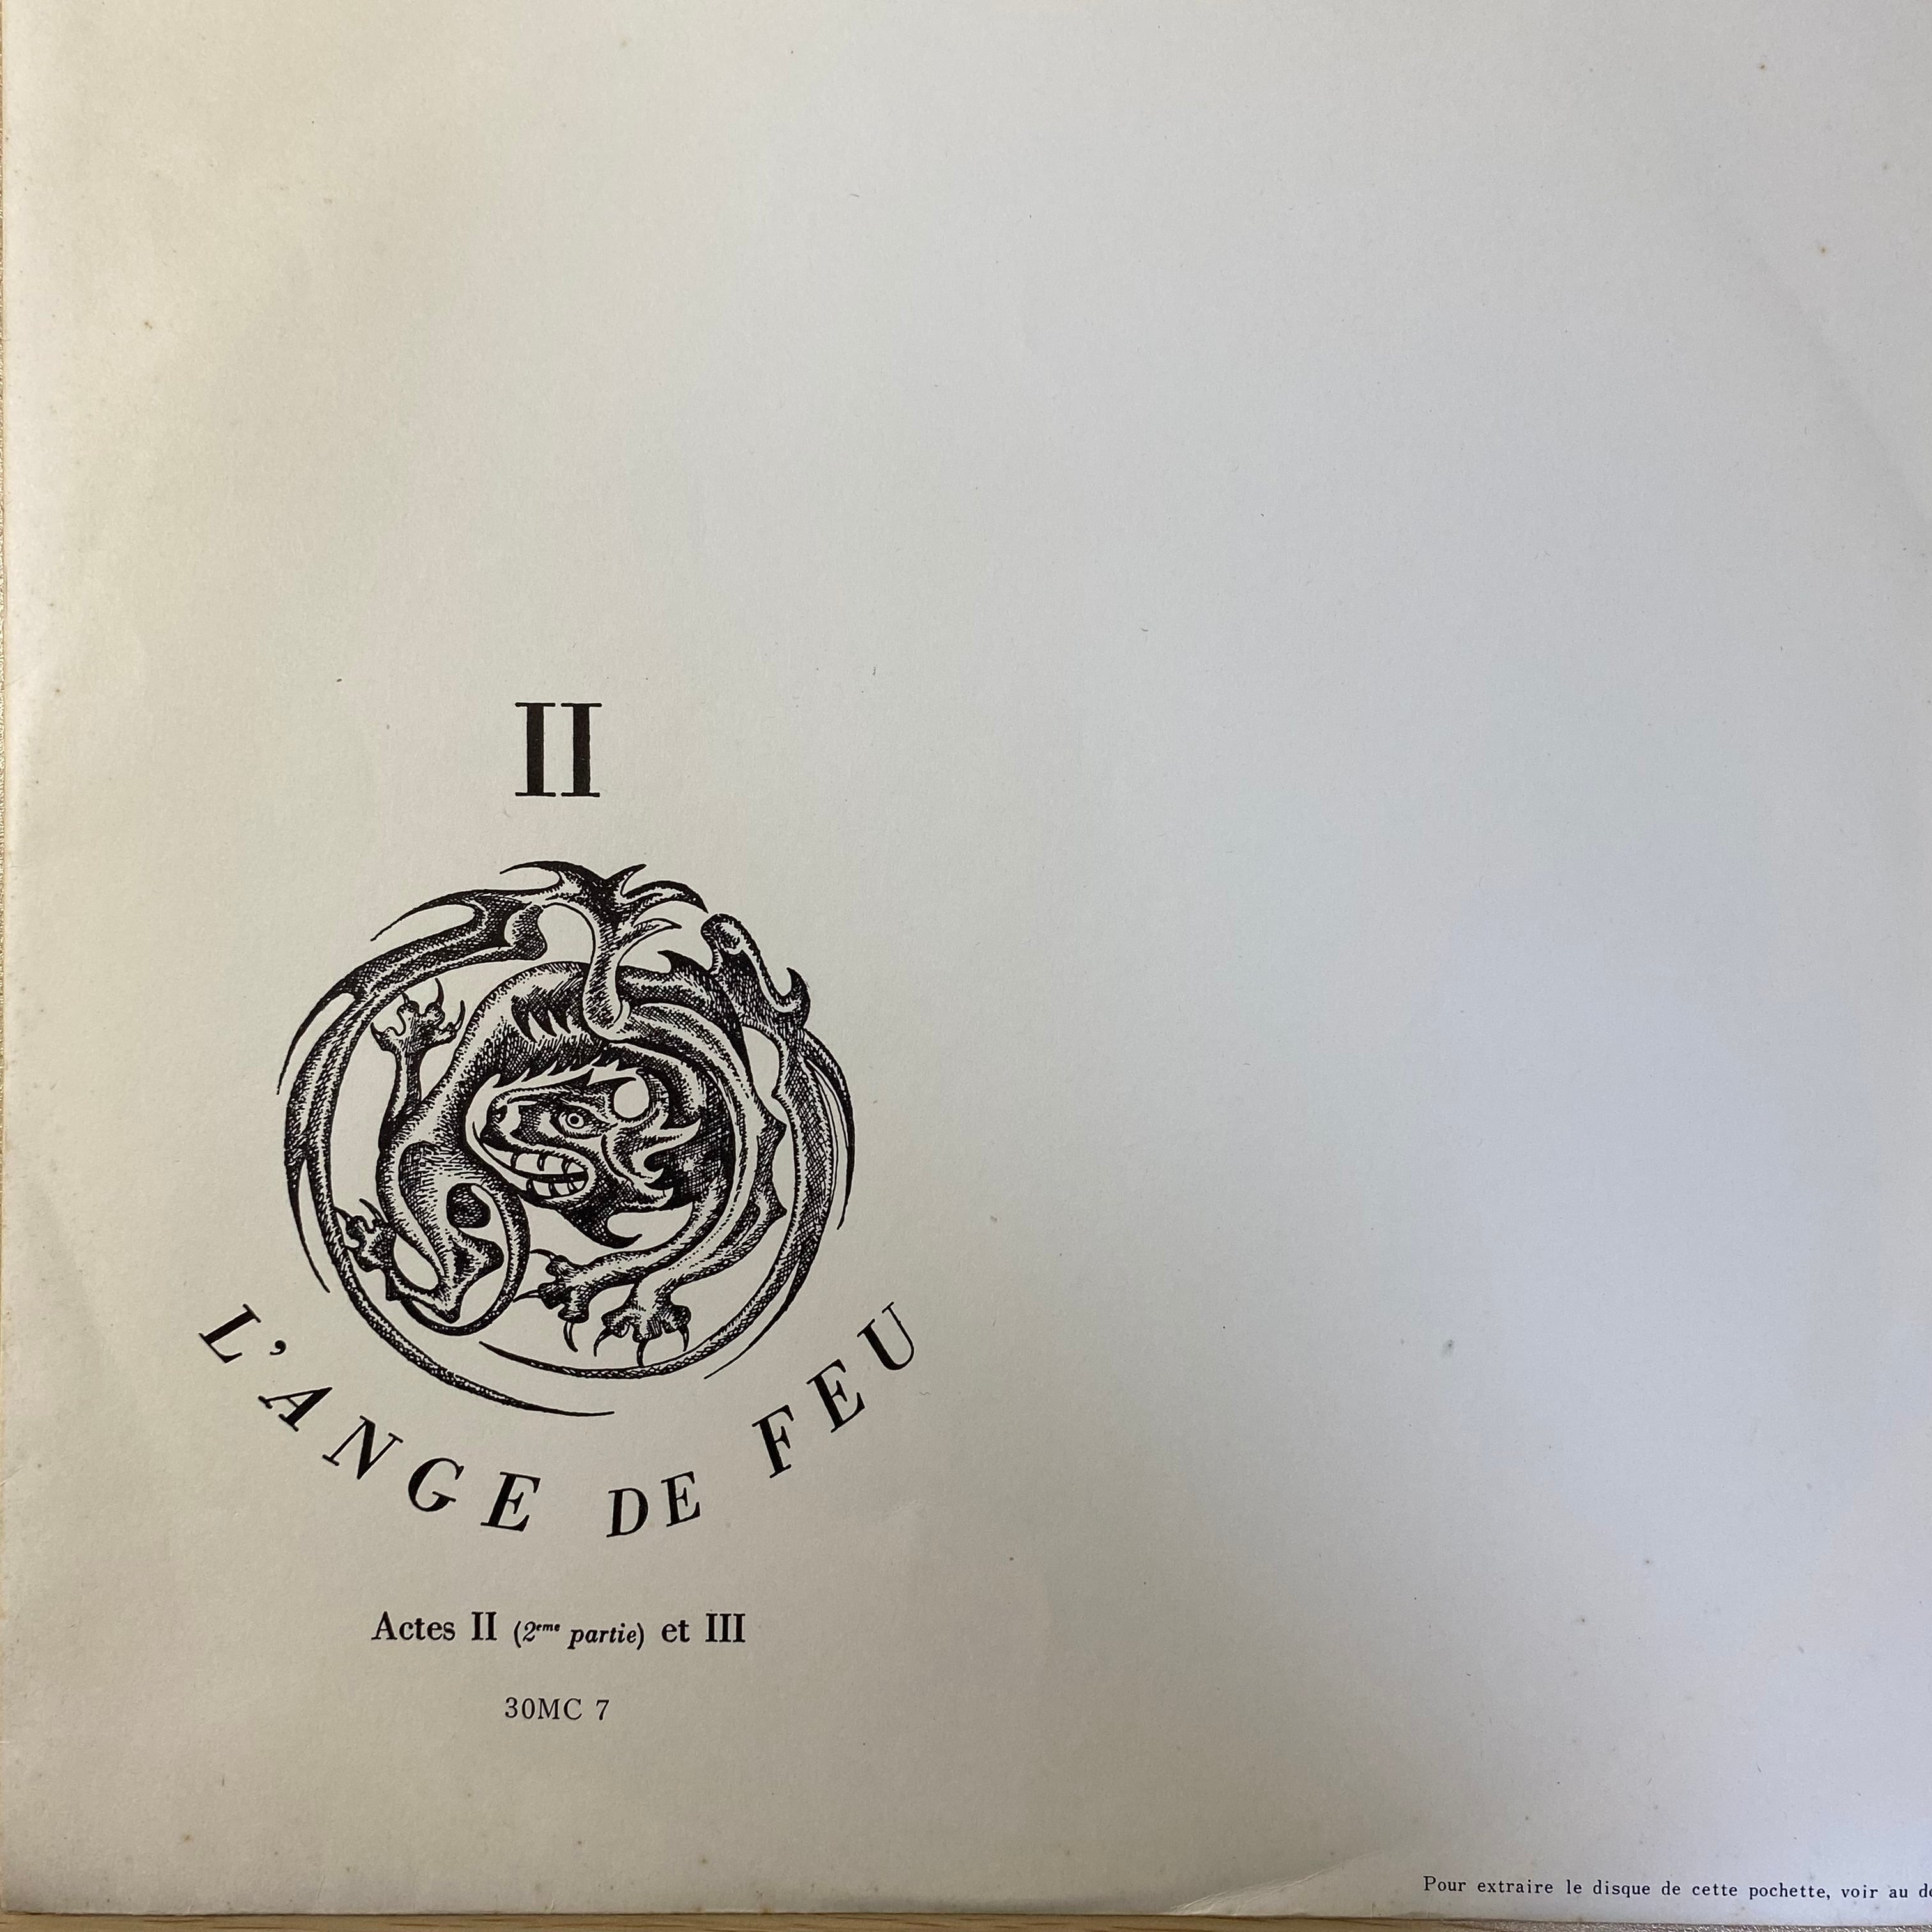 II
L'ANGE DE FEU
Actes II (2eme partie) et III
30MC 7
Pour extraire le disque de cette pochette, voir au